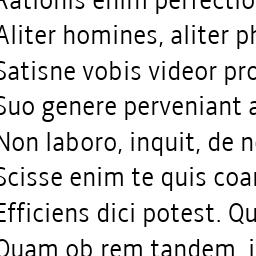 Rationis enim perfectio
Aliter homines, aliter ph
Satisne vobis videor pro
Suo genere perveniant a
Non laboro, inquit, de n
Scisse enim te quis coar
Efficiens dici potest. Qu
Quam ob rem tandem, i